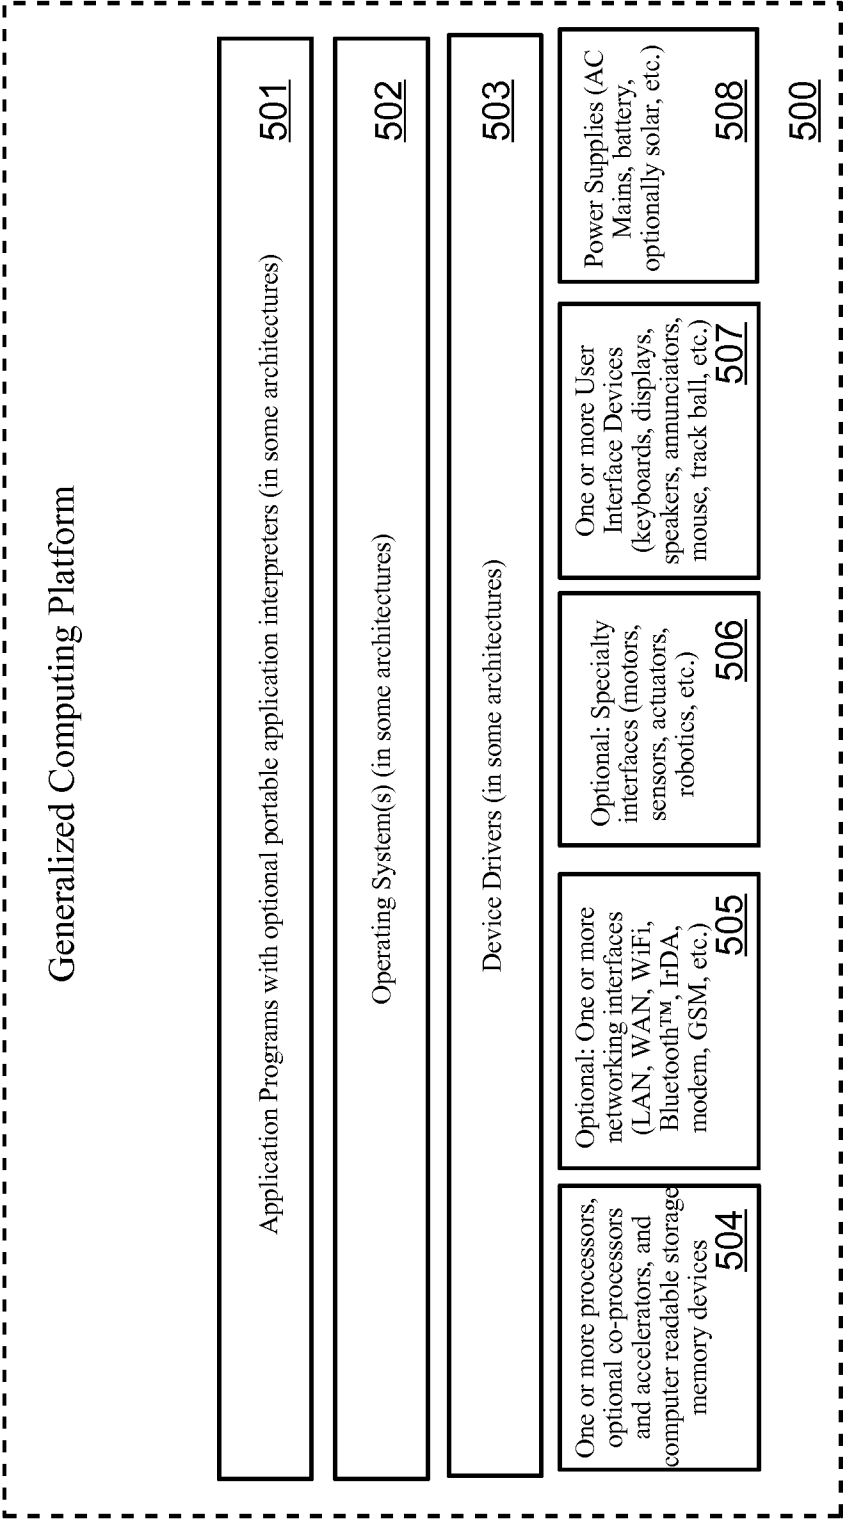 Generalized Computing Platform
Application Programs with optional portable application interpreters (in some architectures)
501
Operating System(s) (in some architectures)
502
Device Drivers (in some architectures)
503
One or more processors,
optional co-processors
and accelerators, and
computer readable storage
memory devices
504
Optional: One or more
networking interfaces
(LAN, WAN, WiFi,
Bluetooth™, IrDA,
modem, GSM, etc.)
505
Optional: Specialty
interfaces (motors,
sensors, actuators,
robotics, etc.)
506
One or more User
Interface Devices
(keyboards, displays,
speakers, annunciators,
mouse, track ball, etc.)
507
Power Supplies (AC
Mains, battery,
optionally solar, etc.)
508
500